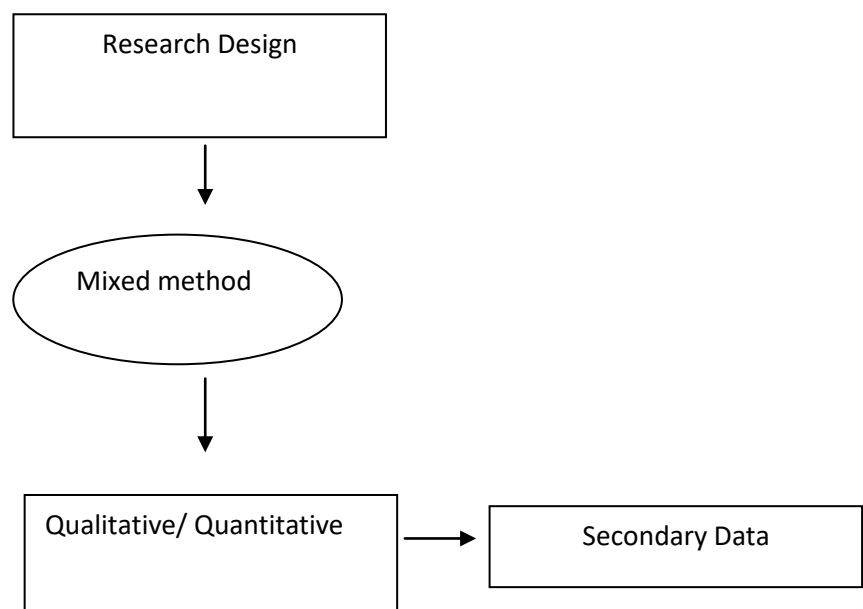 Research Design
Mixed method
Qualitative/ Quantitative
Secondary Data